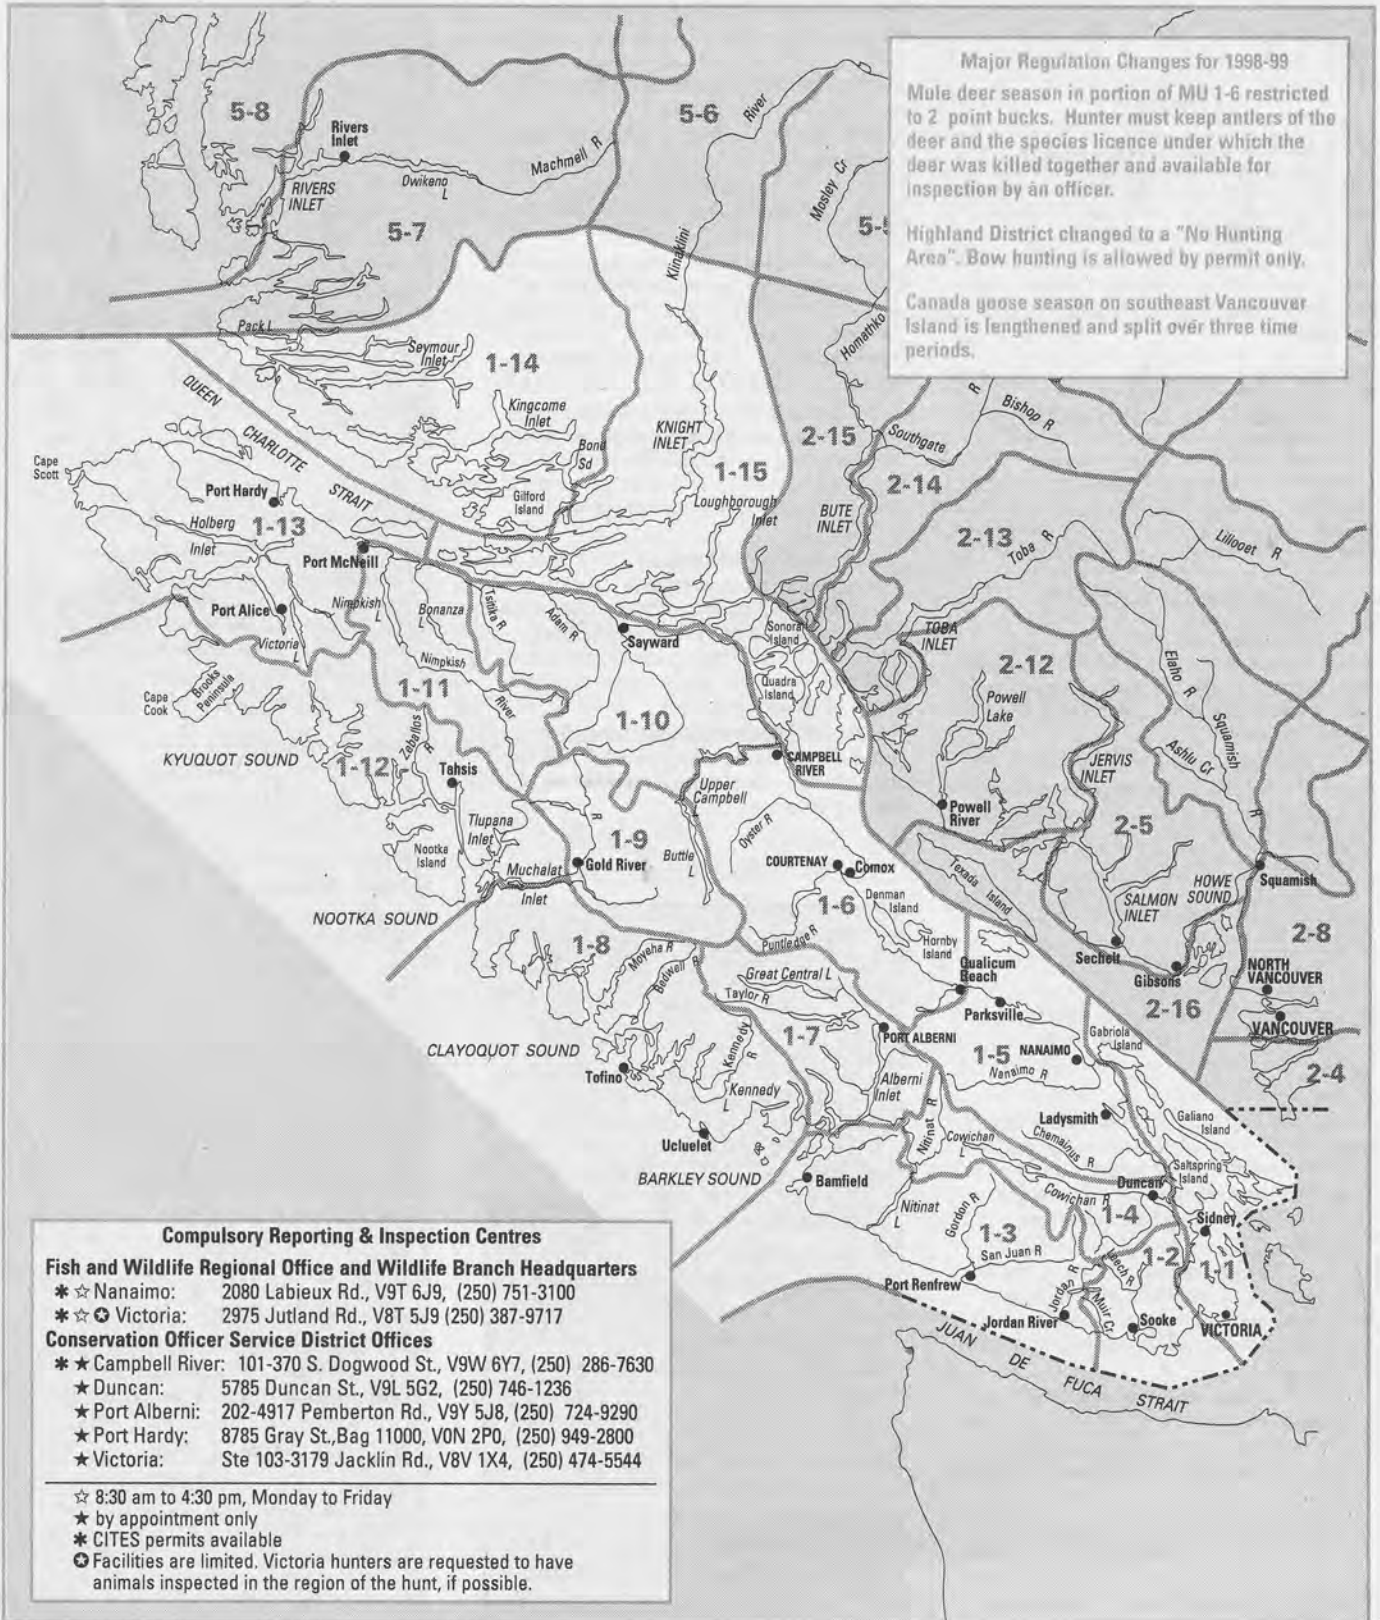 Major Regulation Changes for 1998-99
Mule deer season in portion of MU 1-6 restricted
to 2 point bucks. Hunter must keep antlers of the
deer and the species licence under which the
deer was killed together and available for
inspection by an officer.
Highland District changed to a "No Hunting
Area". Bow hunting is allowed by permit only.
Canada goose season on southeast Vancouver
Island is lengthened and split over three time
periods.
5-8
5-6
River
Rivers
Inlet
Machmell R
Owikeno
L
RIVERS
INLET
5-7
Mosley Cr
Klinaklini
Homathko
Pack L
Seymour
Inlet
1-14
Kingcome
Inlet
QUEEN
CHARLOTTE
STRAIT
KNIGHT
INLET
Bond
Sd
Gilford
Island
1-15
Loughborough
Inlet
2-15
Southgate
R
Bishop R
2-14
BUTE
INLET
2-13
Toba R
Lillooet R
Cape
Scott
Port Hardy
Holberg
Inlet
1-13
Port McNeill
Port Alice
Nimpkish
L
Bonanza
L
Tsitika R
Adam R
Sayward
Sonora
Island
TOBA
INLET
Victoria
L
Nimpkish
River
1-11
Quadra
Island
2-12
Powell
Lake
Elaho R
Squamish
R
Brooks
Peninsula
Cape
Cook
1-10
KYUQUOT SOUND
1-12
Zeballos
R
Tahsis
CAMPBELL
RIVER
Upper
Campbell
L
Ashlu Cr
JERVIS
INLET
Powell
River
Tlupana
Inlet
Nootka
Island
1-9
Oyster R
2-5
Gold River
Buttle
L
COURTENAY
Comox
Texada
Island
HOWE
SOUND
Squamish
Muchalat
Inlet
Denman
Island
1-6
SALMON
INLET
NOOTKA SOUND
1-8
Moyeha R
Bedwell R
Puntledge R
Hornby
Island
2-8
Qualicum
Beach
Sechelt
Gibsons
NORTH
VANCOUVER
Great Central L
Taylor R
Parksville
2-16
VANCOUVER
1-7
PORT ALBERNI
Gabriola
Island
CLAYOQUOT SOUND
Kennedy
R
1-5
NANAIMO
Nanaimo R
2-4
Tofino
Kennedy
L
Alberni
Inlet
Ladysmith
Galiano
Island
Ucluelet
Nitinat R
Cowichan
L
Chemainus R
BARKLEY SOUND
Saltspring
Island
Bamfield
Duncan
Nitinat
L
Gordon R
Cowichan R
1-4
Sidney
1-3
San Juan R
1-2
1-1
Leech R
Port Renfrew
Jordan R
Muir Cr
Jordan River
Sooke
VICTORIA
JUAN DE FUCA STRAIT
Compulsory Reporting & Inspection Centres
Fish and Wildlife Regional Office and Wildlife Branch Headquarters
✱ ☆ Nanaimo: 2080 Labieux Rd., V9T 6J9, (250) 751-3100
✱ ☆ ✪ Victoria: 2975 Jutland Rd., V8T 5J9 (250) 387-9717
Conservation Officer Service District Offices
✱ ★ Campbell River: 101-370 S. Dogwood St., V9W 6Y7, (250) 286-7630
★ Duncan: 5785 Duncan St., V9L 5G2, (250) 746-1236
★ Port Alberni: 202-4917 Pemberton Rd., V9Y 5J8, (250) 724-9290
★ Port Hardy: 8785 Gray St.,Bag 11000, V0N 2P0, (250) 949-2800
★ Victoria: Ste 103-3179 Jacklin Rd., V8V 1X4, (250) 474-5544
☆ 8:30 am to 4:30 pm, Monday to Friday
★ by appointment only
✱ CITES permits available
✪ Facilities are limited. Victoria hunters are requested to have
animals inspected in the region of the hunt, if possible.